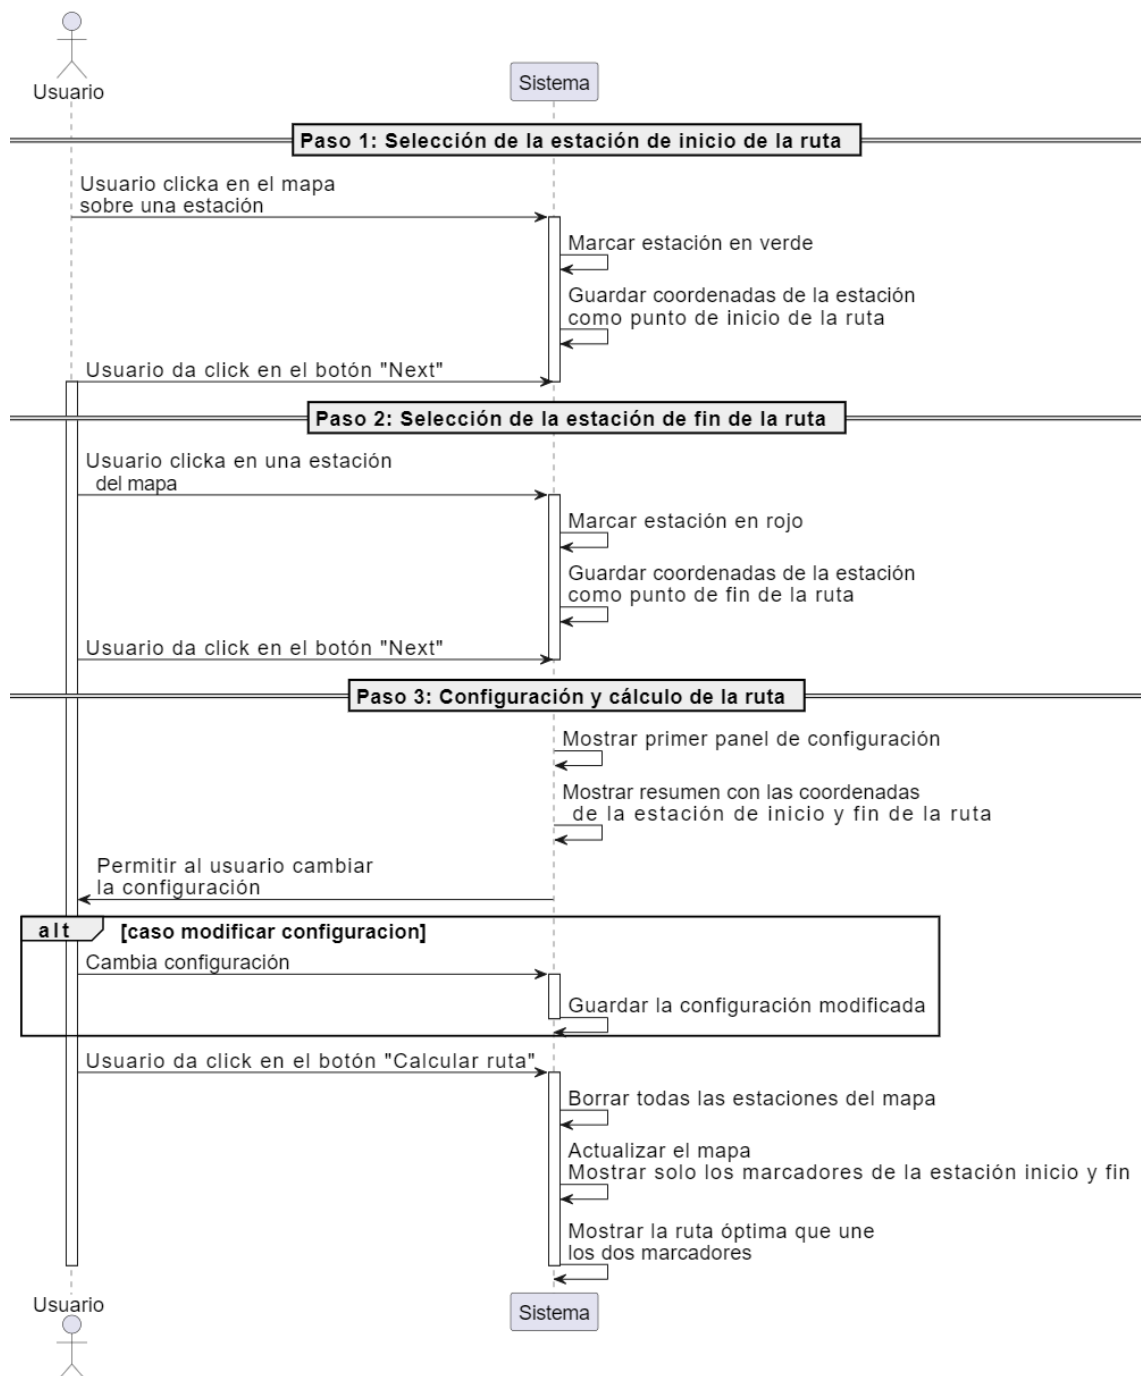 Usuario
Sistema
Paso 1: Selección de la estación de inicio de la ruta
Usuario clicka en el mapa
sobre una estación
Marcar estación en verde
Guardar coordenadas de la estación
como punto de inicio de la ruta
Usuario da click en el botón "Next"
Paso 2: Selección de la estación de fin de la ruta
Usuario clicka en una estación
del mapa
Marcar estación en rojo
Guardar coordenadas de la estación
como punto de fin de la ruta
Usuario da click en el botón "Next"
Paso 3: Configuración y cálculo de la ruta
Mostrar primer panel de configuración
Mostrar resumen con las coordenadas
de la estación de inicio y fin de la ruta
Permitir al usuario cambiar
la configuración
alt [caso modificar configuracion]
Cambia configuración
Guardar la configuración modificada
Usuario da click en el botón "Calcular ruta"
Borrar todas las estaciones del mapa
Actualizar el mapa
Mostrar solo los marcadores de la estación inicio y fin
Mostrar la ruta óptima que une
los dos marcadores
Usuario
Sistema